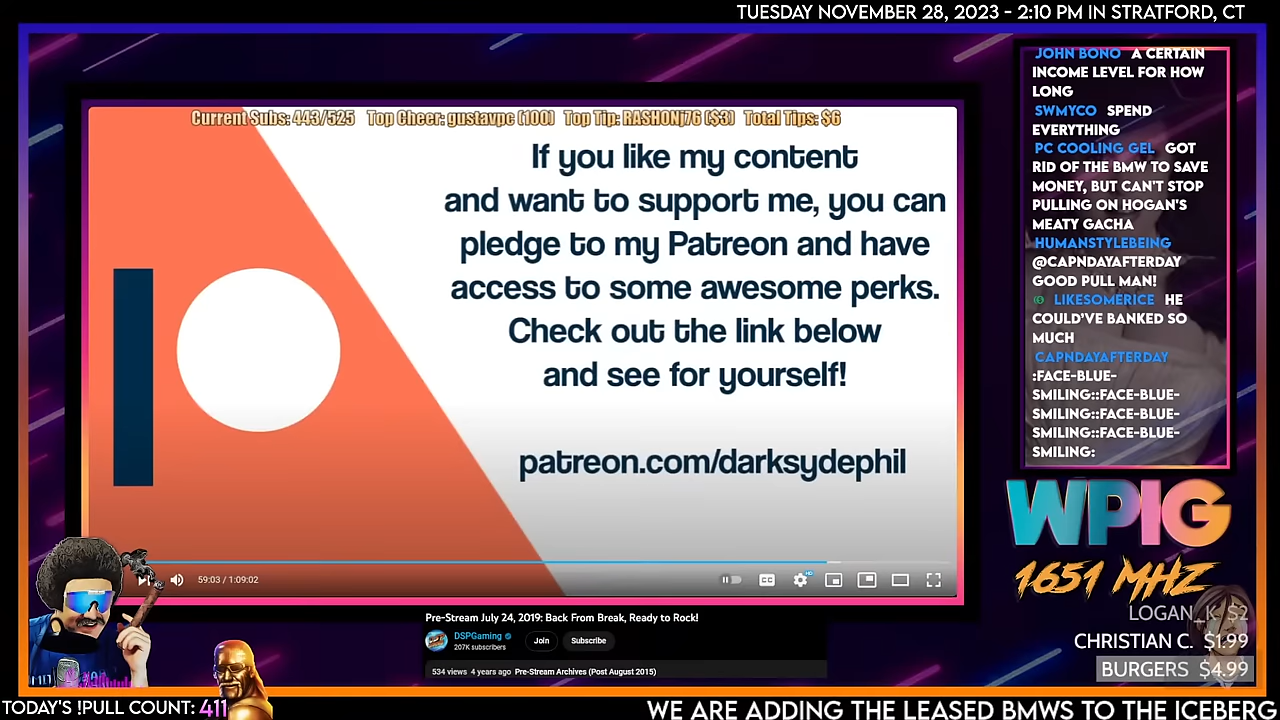 TUESDAY NOVEMBER 28, 2023 - 2:10 PM IN STRATFORD, CT
Current Subs: 443/525 Top Cheer: gustavpc (100) Top Tip: RASHONj76 ($3) Total Tips: $6
If you like my content
and want to support me, you can
pledge to my Patreon and have
access to some awesome perks.
Check out the link below
and see for yourself!
patreon.com/darksydephil
59:03 / 1:09:02
CC
HD
Pre-Stream July 24, 2019: Back From Break, Ready to Rock!
DSPGaming
207K subscribers
Join
Subscribe
534 views 4 years ago Pre-Stream Archives (Post August 2015)
JOHN BONO A CERTAIN
INCOME LEVEL FOR HOW
LONG
SWMYCO SPEND
EVERYTHING
PC COOLING GEL GOT
RID OF THE BMW TO SAVE
MONEY, BUT CAN'T STOP
PULLING ON HOGAN'S
MEATY GACHA
HUMANSTYLEBEING
@CAPNDAYAFTERDAY
GOOD PULL MAN!
LIKESOMERICE HE
COULD'VE BANKED SO
MUCH
CAPNDAYAFTERDAY
:FACE-BLUE-
SMILING::FACE-BLUE-
SMILING::FACE-BLUE-
SMILING::FACE-BLUE-
SMILING:
WPIG
1651 MHZ
LOGAN_K $2
CHRISTIAN C. $1.99
BURGERS $4.99
TODAY'S !PULL COUNT: 411
WE ARE ADDING THE LEASED BMWS TO THE ICEBERG